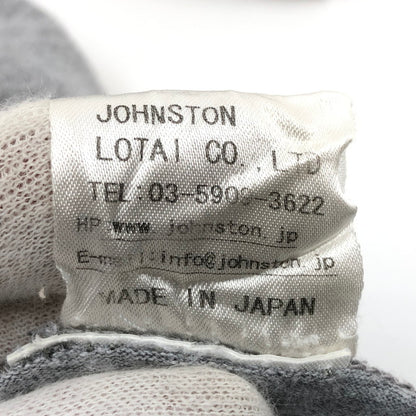 JOHNSTON
LOTAI CO.,LTD
TEL:03-5909-3622
HP:www.johnston.jp
E-mail:info@johnston.jp
MADE IN JAPAN